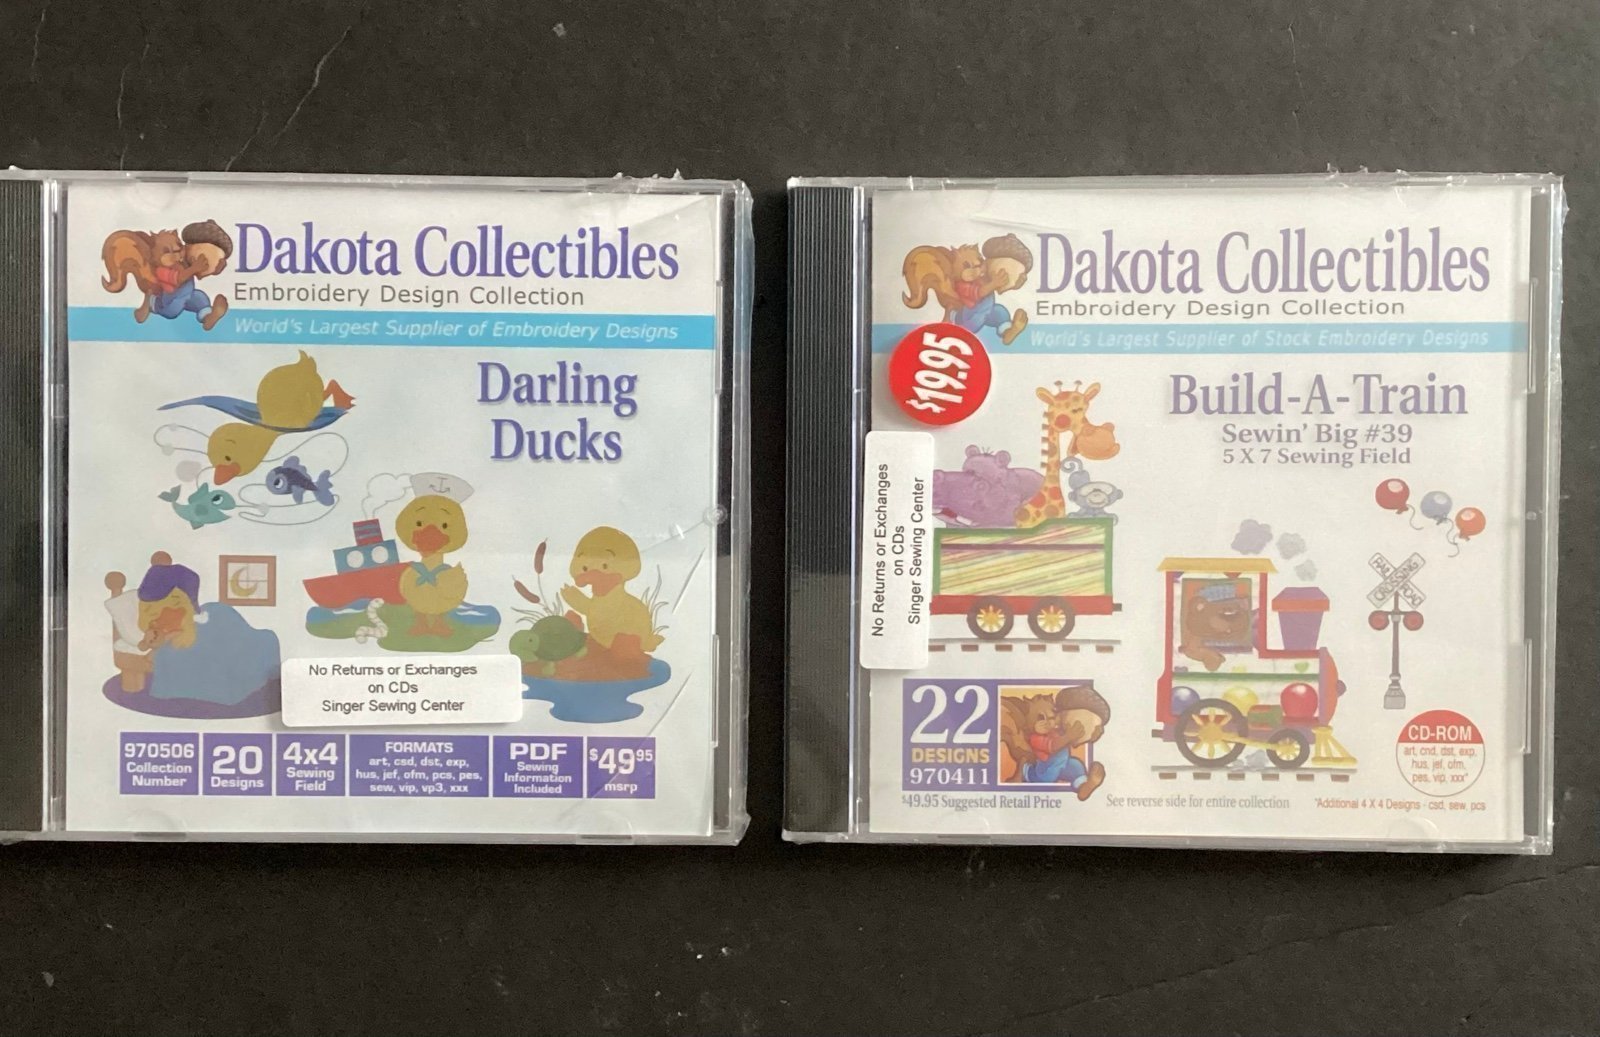 Dakota Collectibles
Embroidery Design Collection
World's Largest Supplier of Embroidery Designs
Darling
Ducks
No Returns or Exchanges
on CDs
Singer Sewing Center
970506
Collection
Number
20
Designs
4x4
Sewing
Field
FORMATS
art, csd, dst, exp,
hus, jef, ofm, pcs, pes,
sew, vip, vp3, xxx
PDF
Sewing
Information
Included
$49.95
msrp
Dakota Collectibles
Embroidery Design Collection
World's Largest Supplier of Stock Embroidery Designs
$19.95
Build-A-Train
Sewin' Big #39
5 X 7 Sewing Field
No Returns or Exchanges
on CDs
Singer Sewing Center
RAILROAD
CROSSING
22
DESIGNS
970411
$49.95 Suggested Retail Price
See reverse side for entire collection
CD-ROM
art, cnd, dst, exp,
hus, jef, ofm,
pes, vip, xxx*
*Additional 4 X 4 Designs - csd, sew, pcs